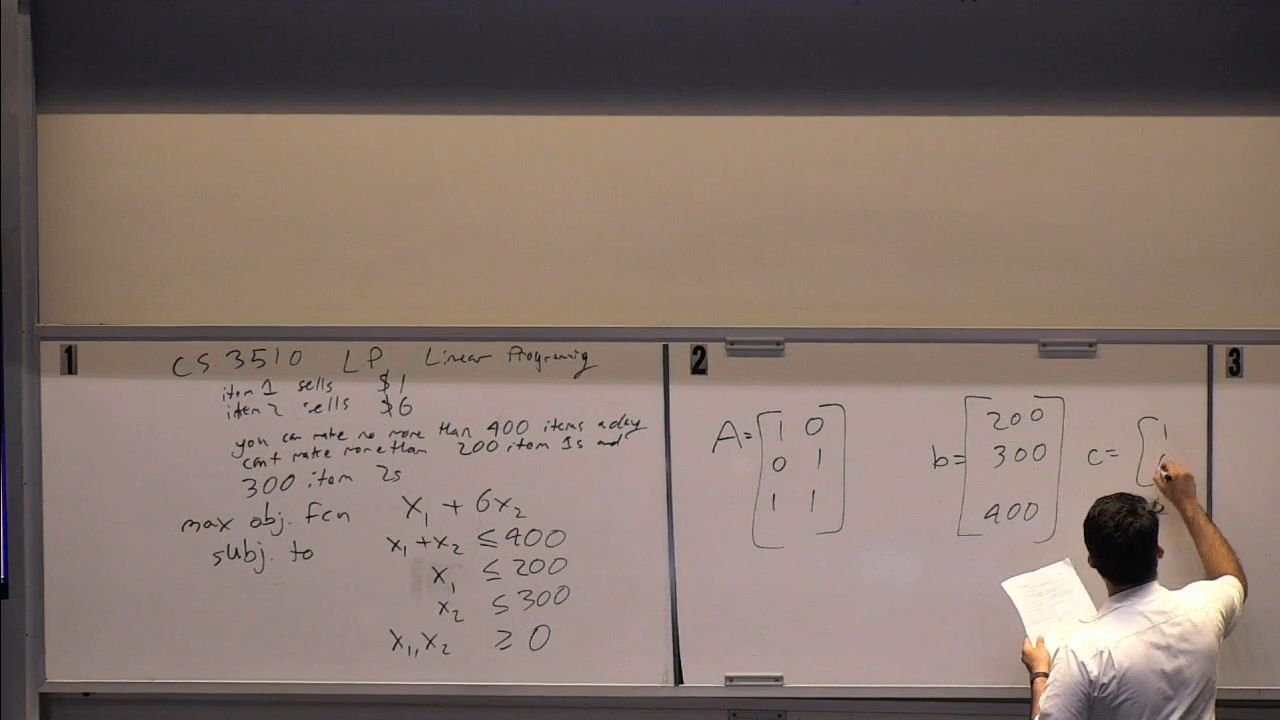 1
CS 3510 LP Linear Programming
item 1 sells $1
item 2 sells $6
you can make no more than 400 items a day
cant make more than 200 item 1s and
300 item 2s
max obj. fcn x₁ + 6x₂
subj. to x₁ + x₂ ≤ 400
x₁ ≤ 200
x₂ ≤ 300
x₁, x₂ ≥ 0
2
A = [1 0
0 1
1 1]
b = [200
300
400]
c = [1
3